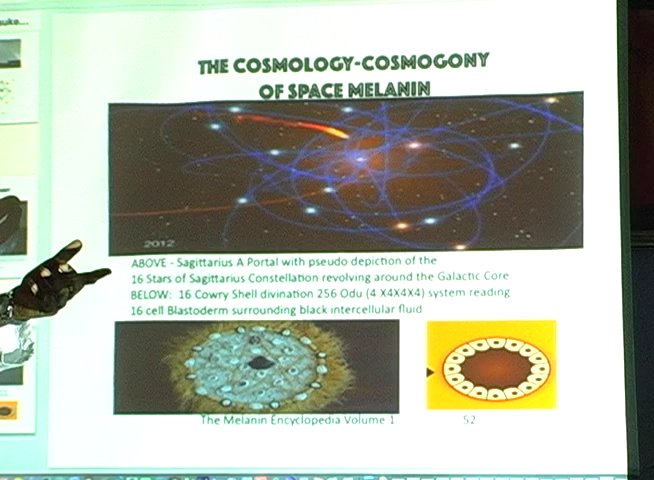 THE COSMOLOGY-COSMOGONY
OF SPACE MELANIN
2012
ABOVE - Sagittarius A Portal with pseudo depiction of the
16 Stars of Sagittarius Constellation revolving around the Galactic Core
BELOW: 16 Cowry Shell divination 256 Odu (4 X4X4X4) system reading
16 cell Blastoderm surrounding black intercellular fluid
The Melanin Encyclopedia Volume 1
52